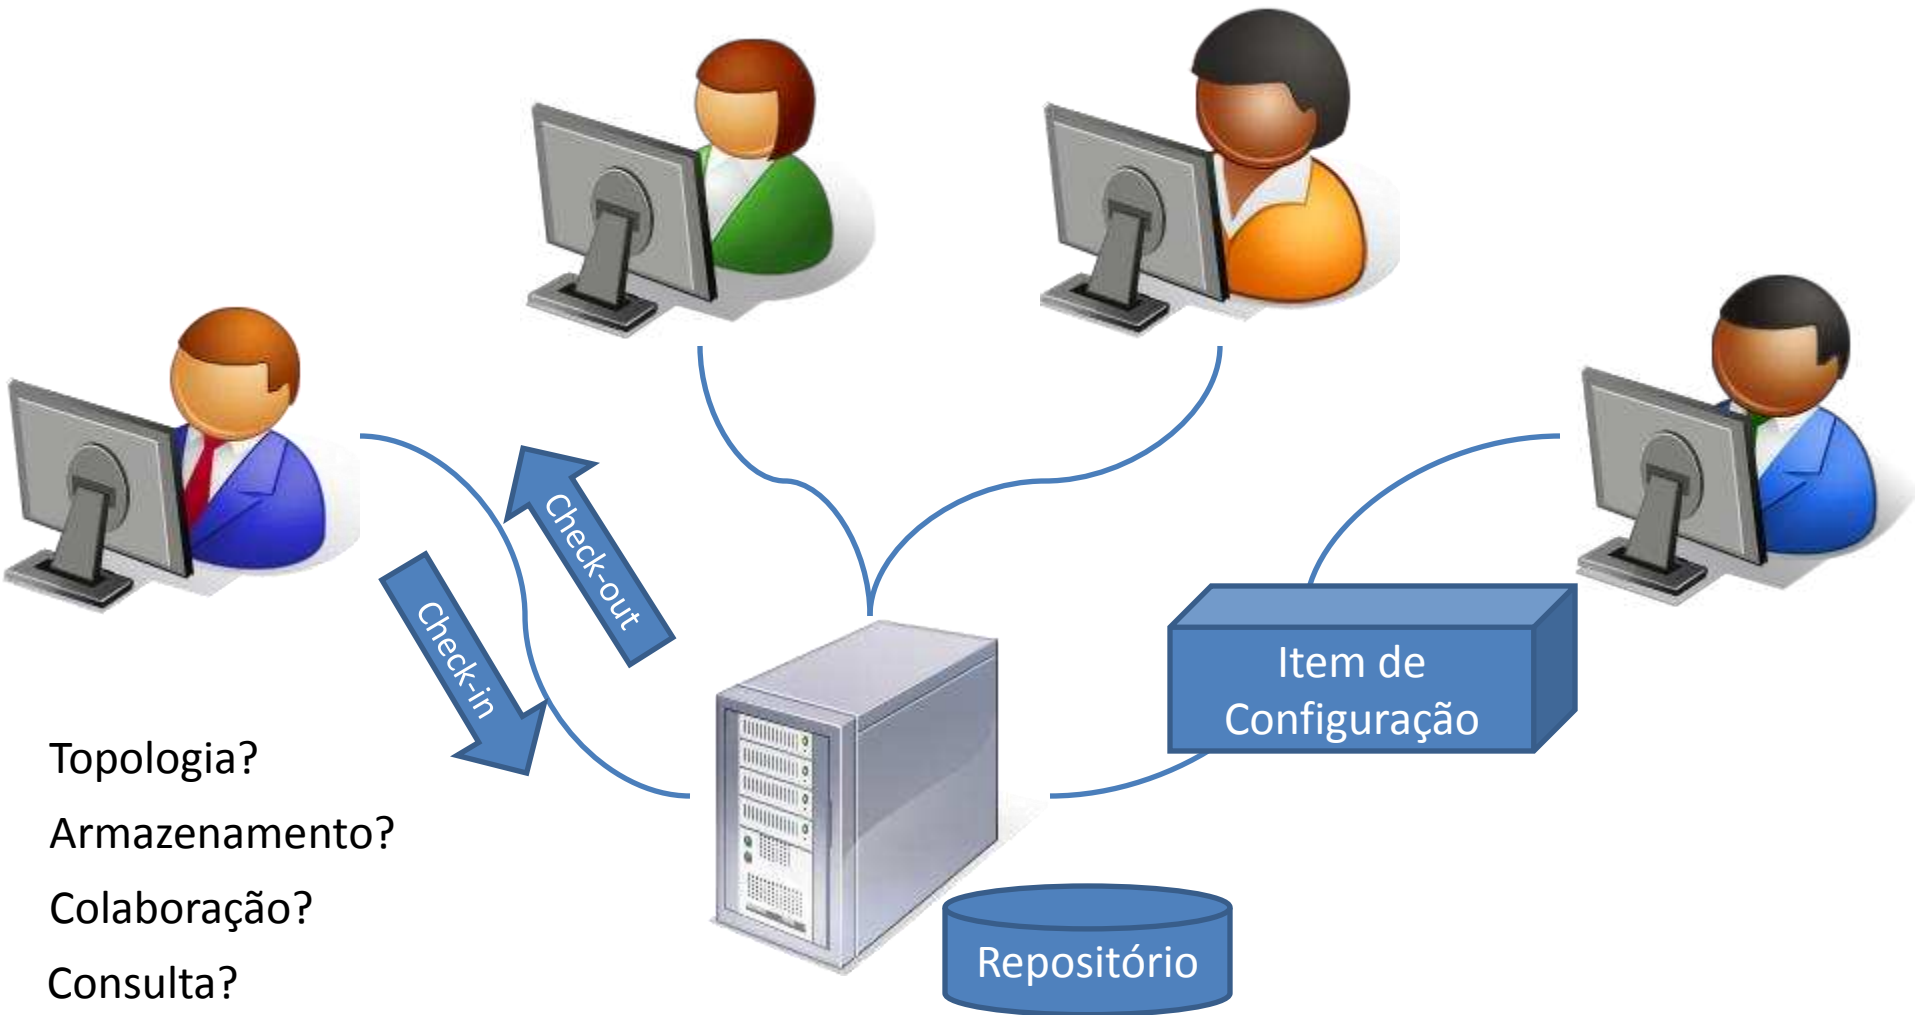 Check-out
Check-in
Item de
Configuração
Topologia?
Armazenamento?
Colaboração?
Consulta?
Repositório